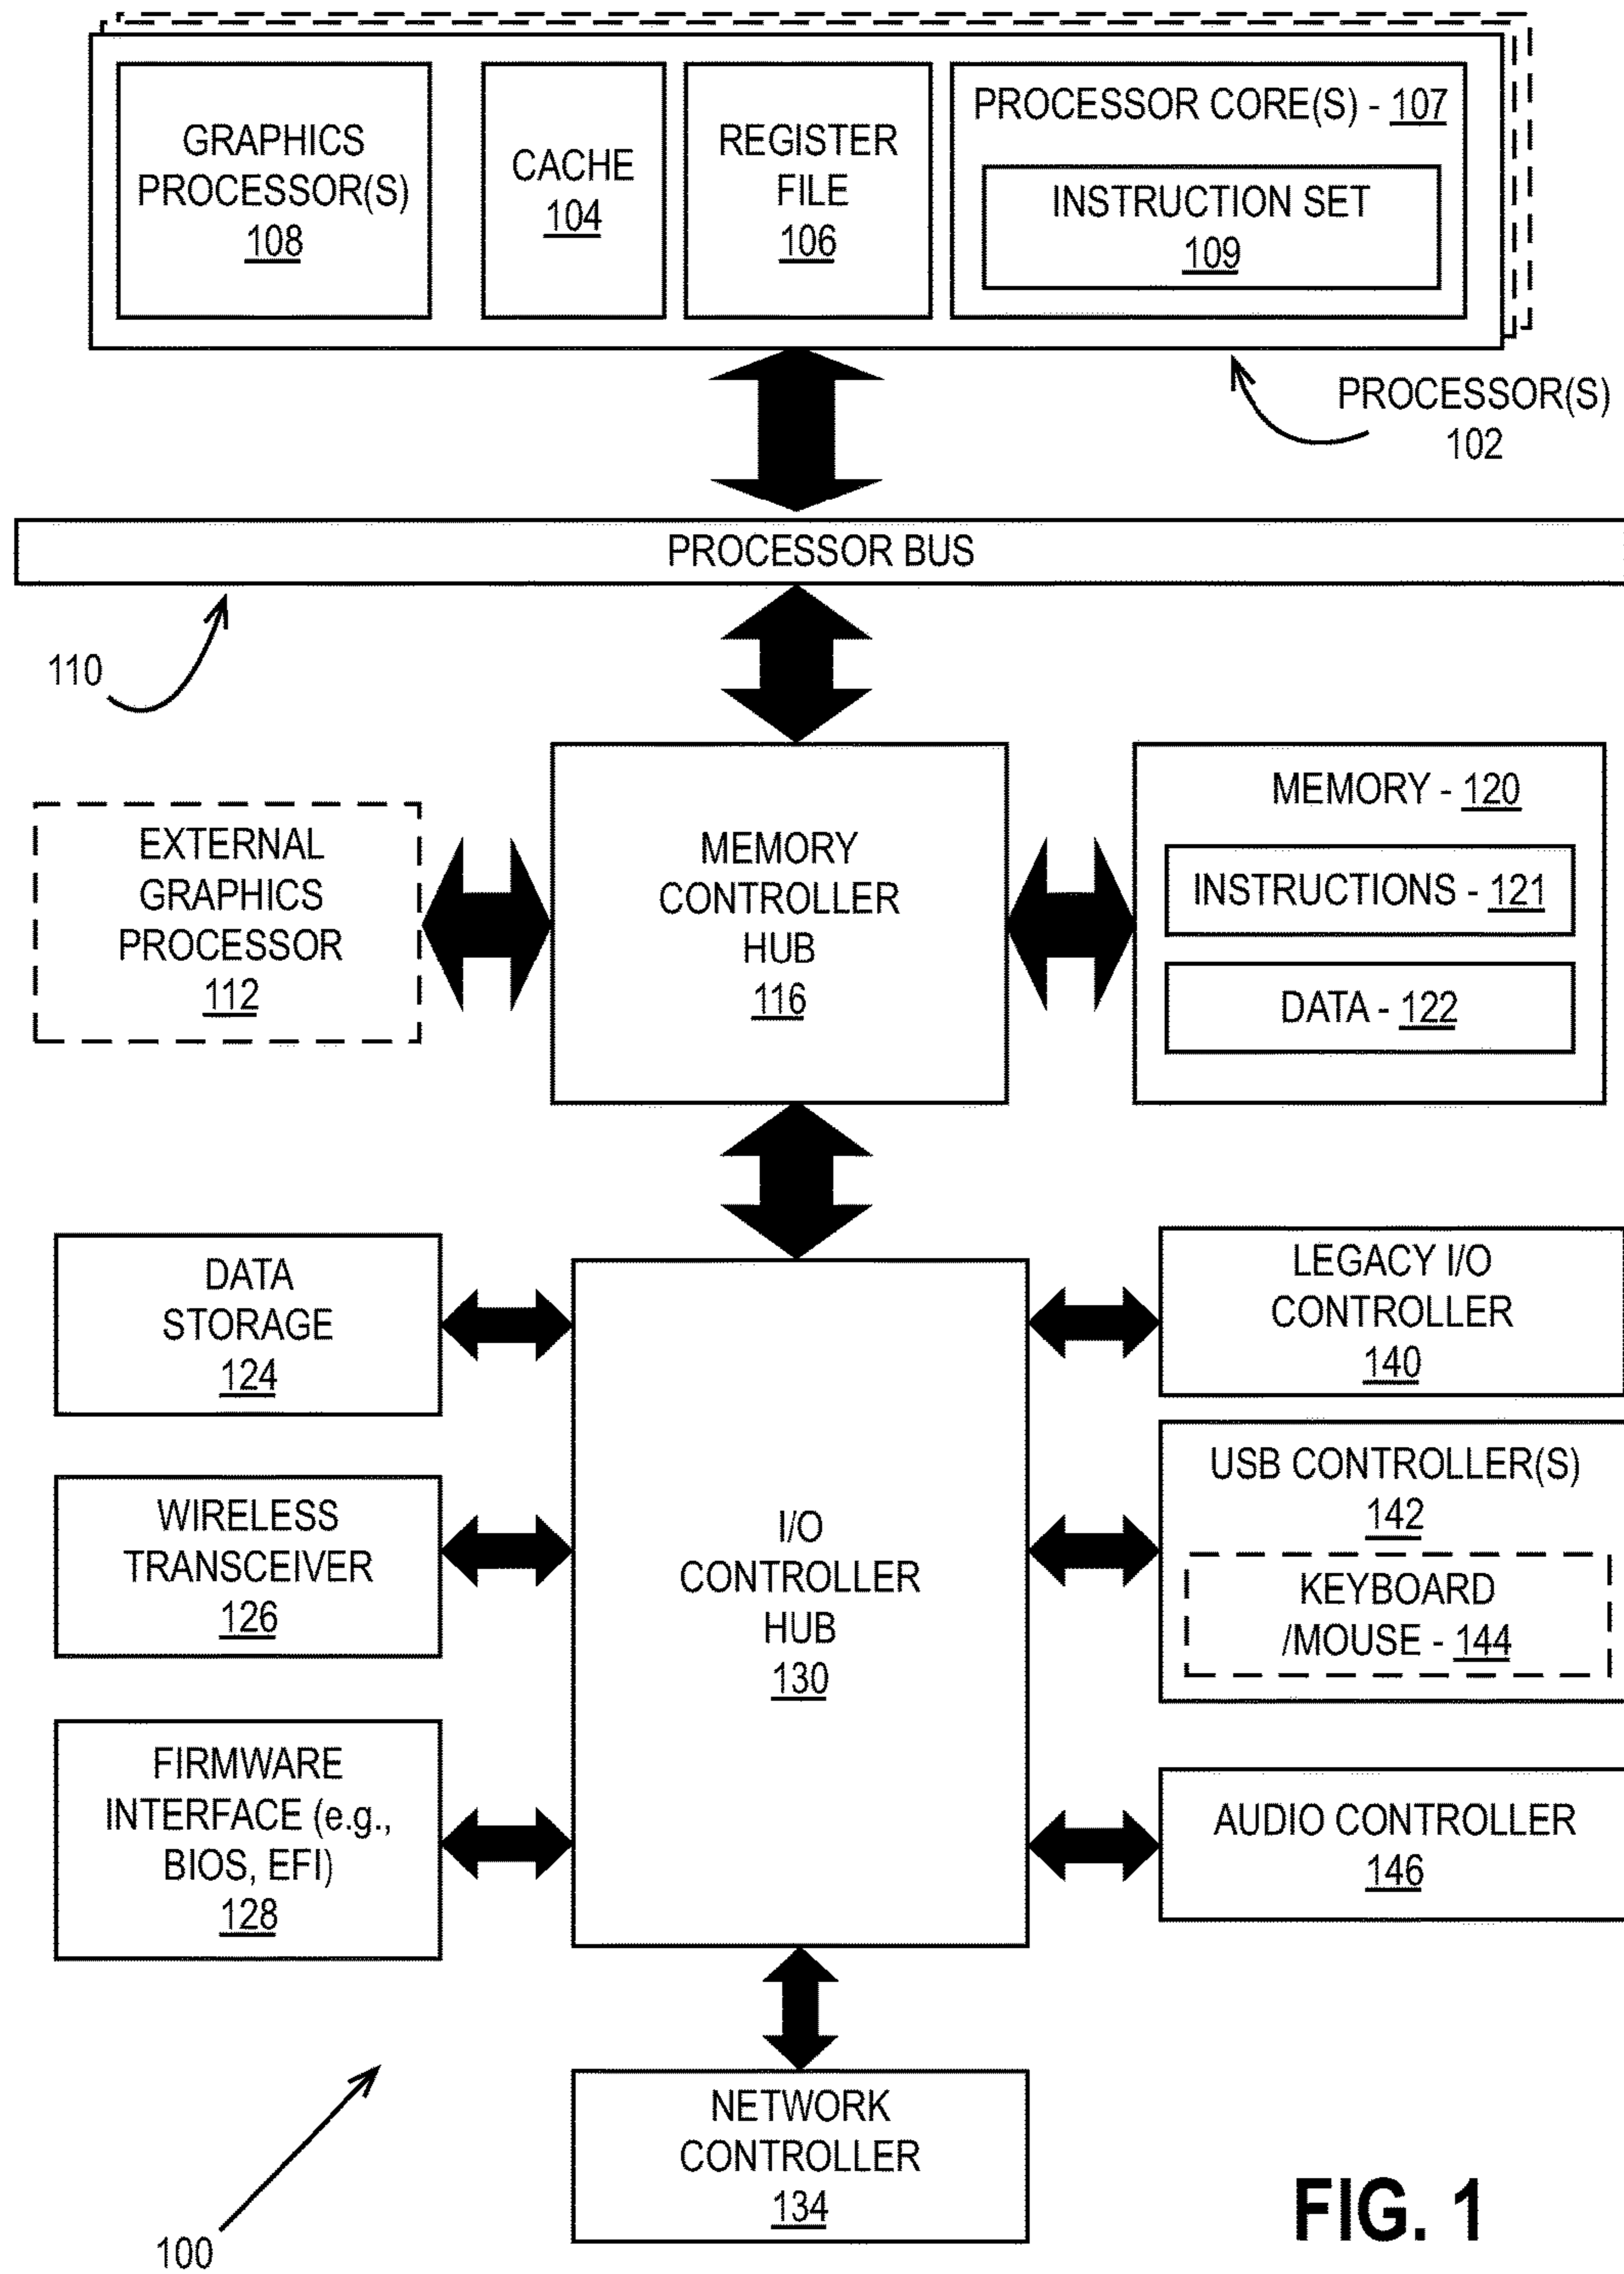 GRAPHICS
PROCESSOR(S)
108
CACHE
104
REGISTER
FILE
106
PROCESSOR CORE(S) - 107
INSTRUCTION SET
109
PROCESSOR(S)
102
PROCESSOR BUS
110
EXTERNAL
GRAPHICS
PROCESSOR
112
MEMORY
CONTROLLER
HUB
116
MEMORY - 120
INSTRUCTIONS - 121
DATA - 122
DATA
STORAGE
124
WIRELESS
TRANSCEIVER
126
FIRMWARE
INTERFACE (e.g.,
BIOS, EFI)
128
I/O
CONTROLLER
HUB
130
LEGACY I/O
CONTROLLER
140
USB CONTROLLER(S)
142
KEYBOARD
/MOUSE - 144
AUDIO CONTROLLER
146
NETWORK
CONTROLLER
134
100
FIG. 1